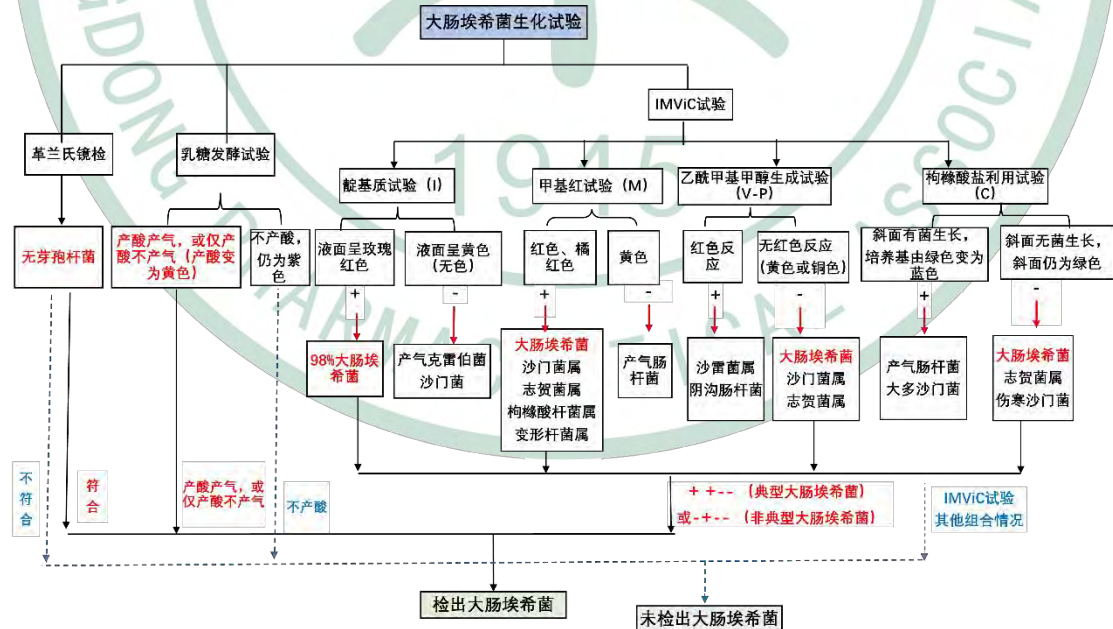 大肠埃希菌生化试验
IMViC试验
革兰氏镜检
乳糖发酵试验
靛基质试验（I）
甲基红试验（M）
乙酰甲基甲醇生成试验
（V-P）
枸橼酸盐利用试验
（C）
无芽孢杆菌
产酸产气，或仅产
酸不产气（产酸变
为黄色）
不产酸，
仍为紫
色
液面呈玫瑰
红色
液面呈黄色
（无色）
红色、橘
红色
黄色
红色反
应
无红色反应
（黄色或铜色）
斜面有菌生长，
培养基由绿色变为
蓝色
斜面无菌生长，
斜面仍为绿色
+
-
+
-
+
-
+
-
98%大肠埃
希菌
产气克雷伯菌
沙门菌
大肠埃希菌
沙门菌属
志贺菌属
枸橼酸杆菌属
变形杆菌属
产气肠
杆菌
沙雷菌属
阴沟肠杆菌
大肠埃希菌
沙门菌属
志贺菌属
产气肠杆菌
大多沙门菌
大肠埃希菌
志贺菌属
伤寒沙门菌
不
符
合
符
合
产酸产气，或
仅产酸不产气
不产酸
+ +-- （典型大肠埃希菌）
或-+-- （非典型大肠埃希菌）
IMViC试验
其他组合情况
检出大肠埃希菌
未检出大肠埃希菌
1945
GDONG PHARMACEUTICAL ASSOCI